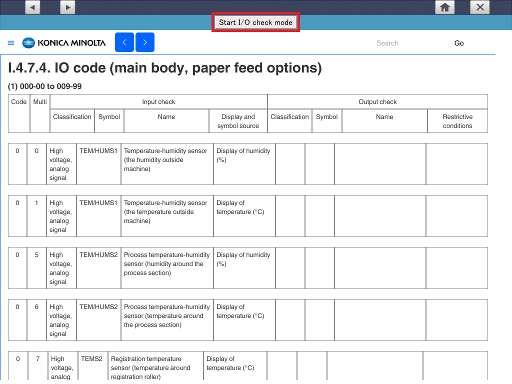 Start I/O check mode
KONICA MINOLTA
Search
Go
I.4.7.4. IO code (main body, paper feed options)
(1) 000-00 to 009-99
Code Multi Input check Output check
Classification Symbol Name Display and symbol source Classification Symbol Name Restrictive conditions
0 0 High voltage, analog signal TEM/HUMS1 Temperature-humidity sensor (the humidity outside machine) Display of humidity (%)
0 1 High voltage, analog signal TEM/HUMS1 Temperature-humidity sensor (the temperature outside machine) Display of temperature (°C)
0 5 High voltage, analog signal TEM/HUMS2 Process temperature-humidity sensor (humidity around the process section) Display of humidity (%)
0 6 High voltage, analog signal TEM/HUMS2 Process temperature-humidity sensor (temperature around the process section) Display of temperature (°C)
0 7 High voltage, analog TEMS2 Registration temperature sensor (temperature around registration roller) Display of temperature (°C)